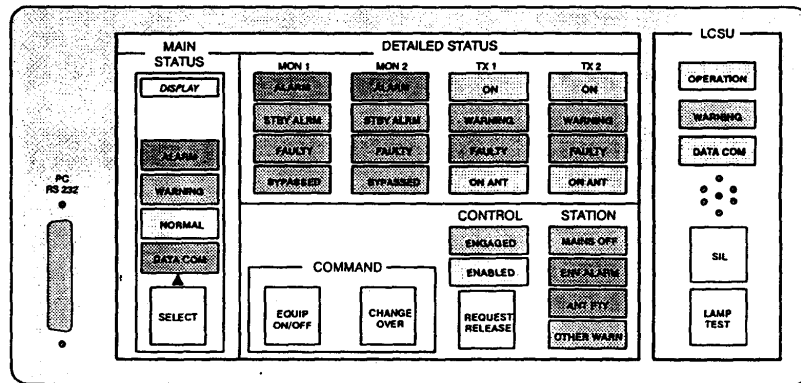 MAIN
STATUS
DISPLAY
ALARM
WARNING
NORMAL
DATA COM
SELECT
PC
RS 232
DETAILED STATUS
MON 1
ALARM
STBY ALRM
FAULTY
BYPASSED
MON 2
ALARM
STBY ALRM
FAULTY
BYPASSED
TX 1
ON
WARNING
FAULTY
ON ANT
TX 2
ON
WARNING
FAULTY
ON ANT
COMMAND
EQUIP
ON/OFF
CHANGE
OVER
CONTROL
ENGAGED
ENABLED
REQUEST
RELEASE
STATION
MAINS OFF
ENV ALARM
ANT FTY
OTHER WARN
LCSU
OPERATION
WARNING
DATA COM
SIL
LAMP
TEST